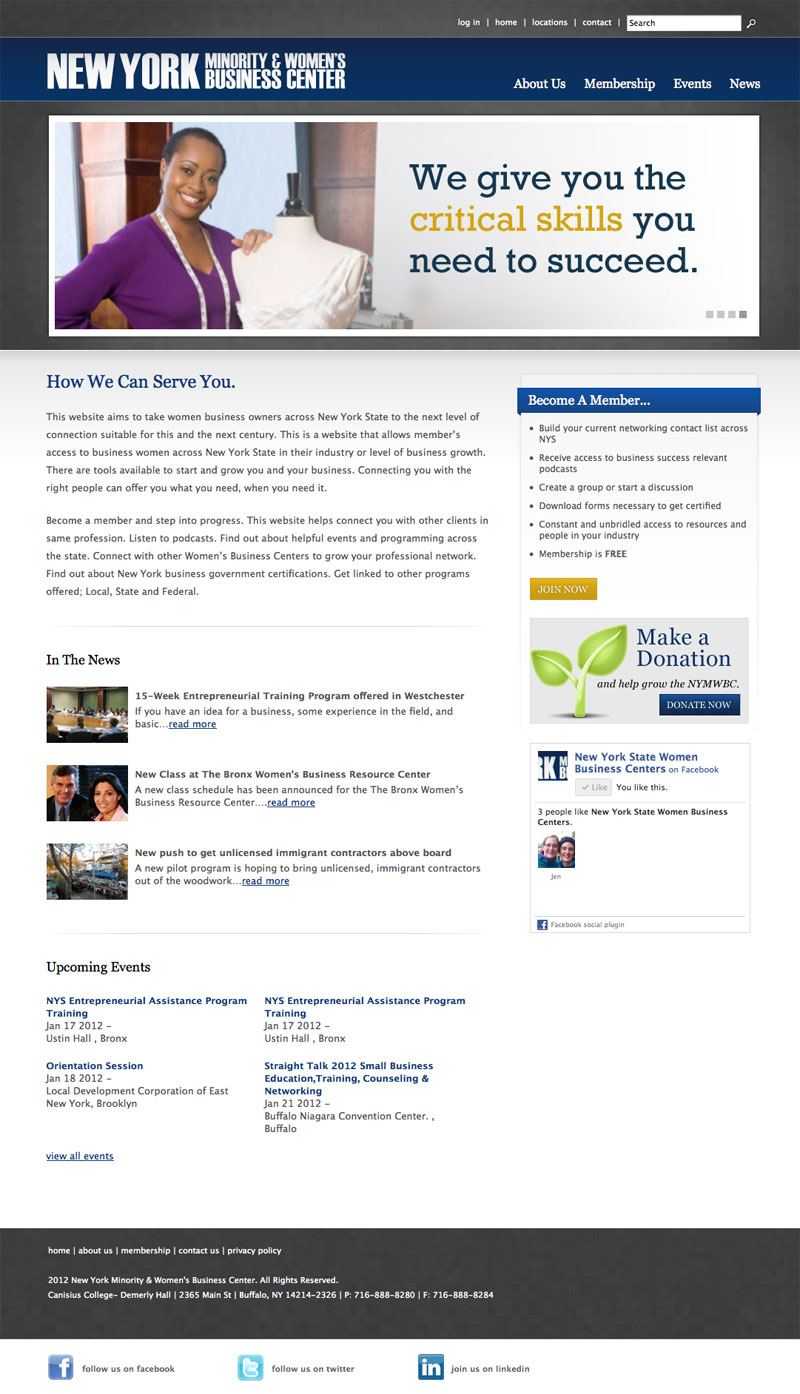 log in | home | locations | contact | Search
NEW YORK MINORITY & WOMEN'S
BUSINESS CENTER
About Us Membership Events News
We give you the
critical skills you
need to succeed.
How We Can Serve You.
This website aims to take women business owners across New York State to the next level of
connection suitable for this and the next century. This is a website that allows member's
access to business women across New York State in their industry or level of business growth.
There are tools available to start and grow you and your business. Connecting you with the
right people can offer you what you need, when you need it.
Become a member and step into progress. This website helps connect you with other clients in
same profession. Listen to podcasts. Find out about helpful events and programming across
the state. Connect with other Women's Business Centers to grow your professional network.
Find out about New York business government certifications. Get linked to other programs
offered; Local, State and Federal.
In The News
15-Week Entrepreneurial Training Program offered in Westchester
If you have an idea for a business, some experience in the field, and
basic...read more
New Class at The Bronx Women's Business Resource Center
A new class schedule has been announced for the The Bronx Women's
Business Resource Center....read more
New push to get unlicensed immigrant contractors above board
A new pilot program is hoping to bring unlicensed, immigrant contractors
out of the woodwork...read more
Upcoming Events
NYS Entrepreneurial Assistance Program
Training
Jan 17 2012 -
Ustin Hall , Bronx
NYS Entrepreneurial Assistance Program
Training
Jan 17 2012 -
Ustin Hall , Bronx
Orientation Session
Jan 18 2012 -
Local Development Corporation of East
New York, Brooklyn
Straight Talk 2012 Small Business
Education,Training, Counseling &
Networking
Jan 21 2012 -
Buffalo Niagara Convention Center. ,
Buffalo
view all events
Become A Member...
Build your current networking contact list across
NYS
Receive access to business success relevant
podcasts
Create a group or start a discussion
Download forms necessary to get certified
Constant and unbridled access to resources and
people in your industry
Membership is FREE
JOIN NOW
Make a
Donation
and help grow the NYMWBC.
DONATE NOW
New York State Women
Business Centers on Facebook
Like You like this.
3 people like New York State Women Business
Centers.
Jen
Facebook social plugin
home | about us | membership | contact us | privacy policy
2012 New York Minority & Women's Business Center. All Rights Reserved.
Canisius College- Demerly Hall | 2365 Main St | Buffalo, NY 14214-2326 | P: 716-888-8280 | F: 716-888-8284
follow us on facebook
follow us on twitter
join us on linkedin